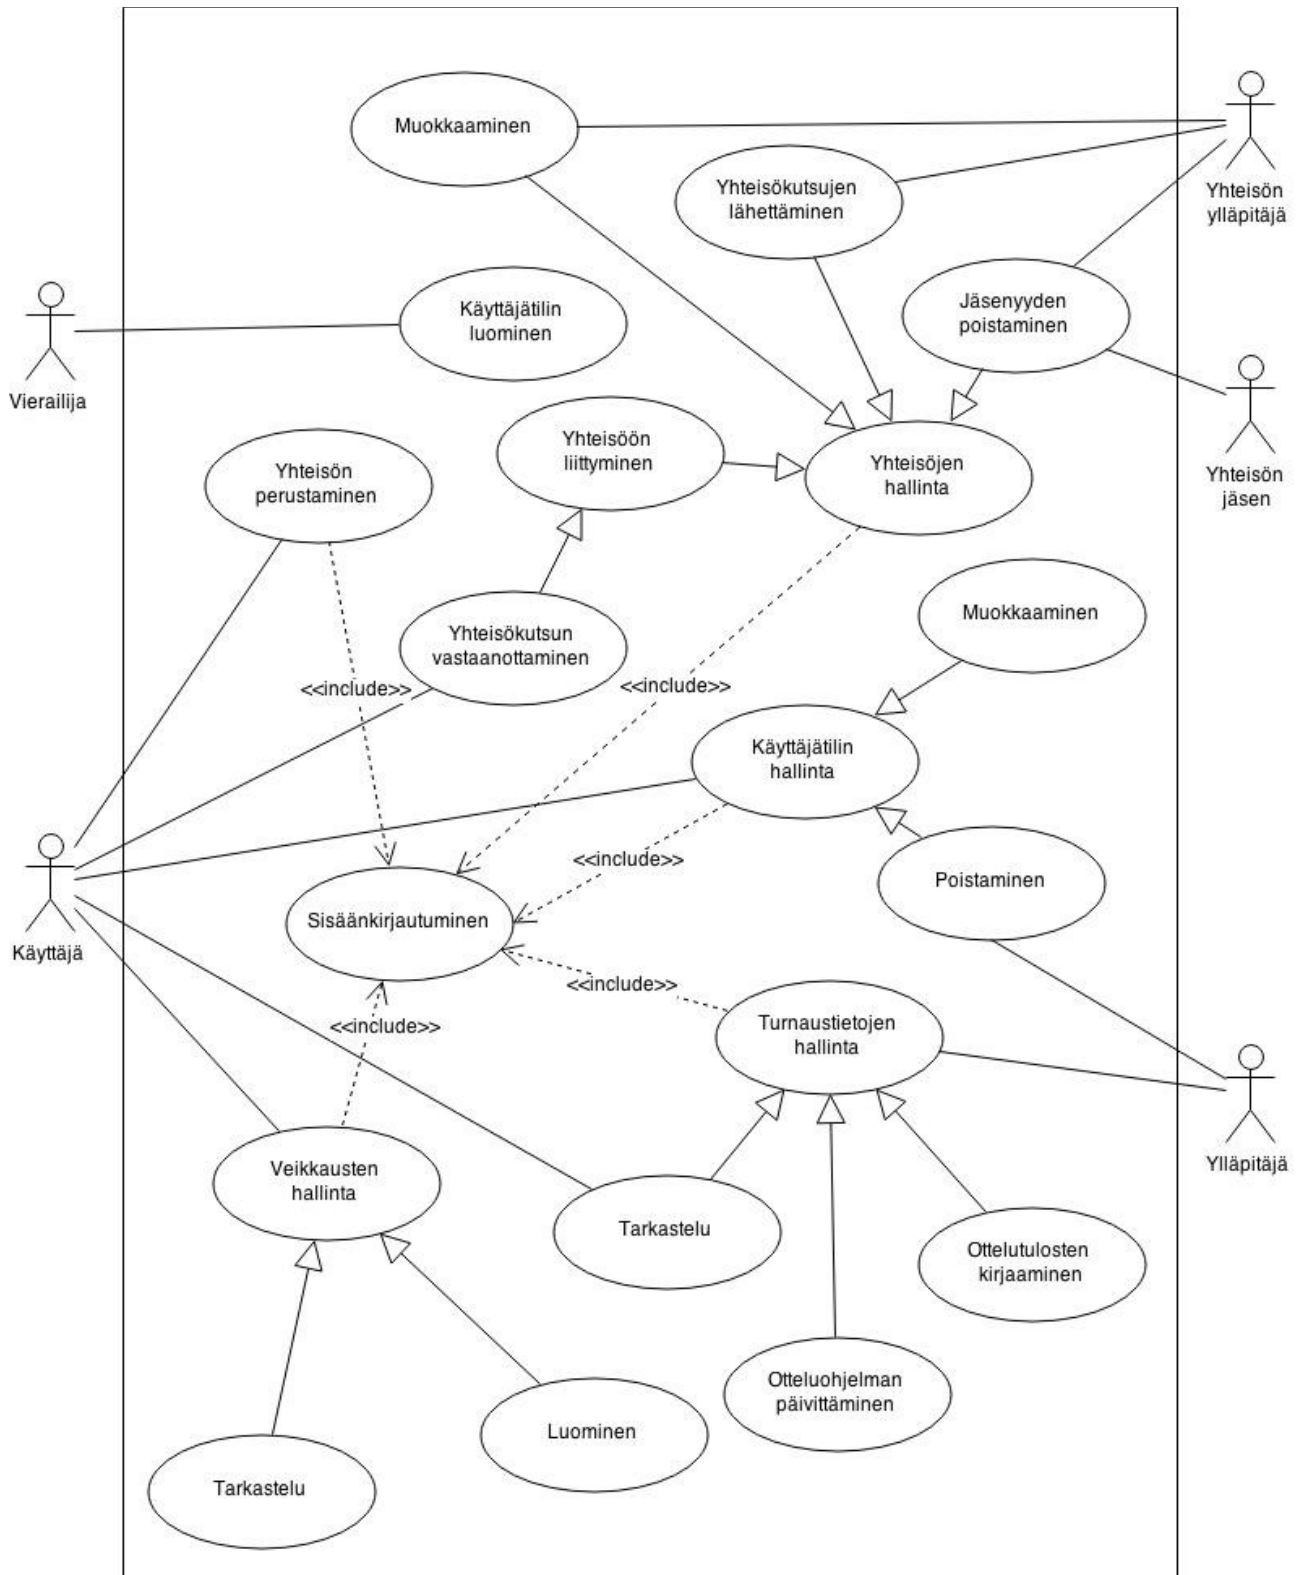 Muokkaaminen
Yhteisökutsujen
lähettäminen
Yhteisön
ylläpitäjä
Käyttäjätilin
luominen
Jäsenyyden
poistaminen
Vierailija
Yhteisön
perustaminen
Yhteisöön
liittyminen
Yhteisöjen
hallinta
Yhteisön
jäsen
Muokkaaminen
Yhteisökutsun
vastaanottaminen
<<include>>
<<include>>
Käyttäjätilin
hallinta
<<include>>
Poistaminen
Sisäänkirjautuminen
Käyttäjä
<<include>>
<<include>>
Turnaustietojen
hallinta
Ylläpitäjä
Veikkausten
hallinta
Tarkastelu
Ottelutulosten
kirjaaminen
Otteluohjelman
päivittäminen
Luominen
Tarkastelu